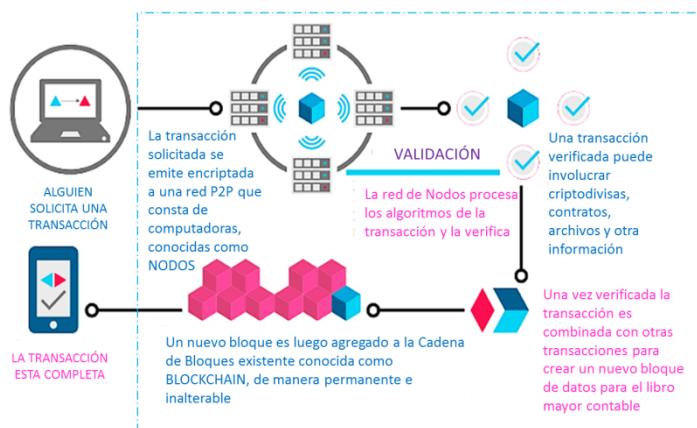 ALGUIEN
SOLICITA UNA
TRANSACCIÓN
La transacción
solicitada se
emite encriptada
a una red P2P que
consta de
computadoras,
conocidas como
NODOS
VALIDACIÓN
La red de Nodos procesa
los algoritmos de la
transacción y la verifica
Una transacción
verificada puede
involucrar
criptodivisas,
contratos,
archivos y otra
información
Una vez verificada la
transacción es
combinada con otras
transacciones para
crear un nuevo bloque
de datos para el libro
mayor contable
Un nuevo bloque es luego agregado a la Cadena
de Bloques existente conocida como
BLOCKCHAIN, de manera permanente e
inalterable
LA TRANSACCIÓN
ESTA COMPLETA